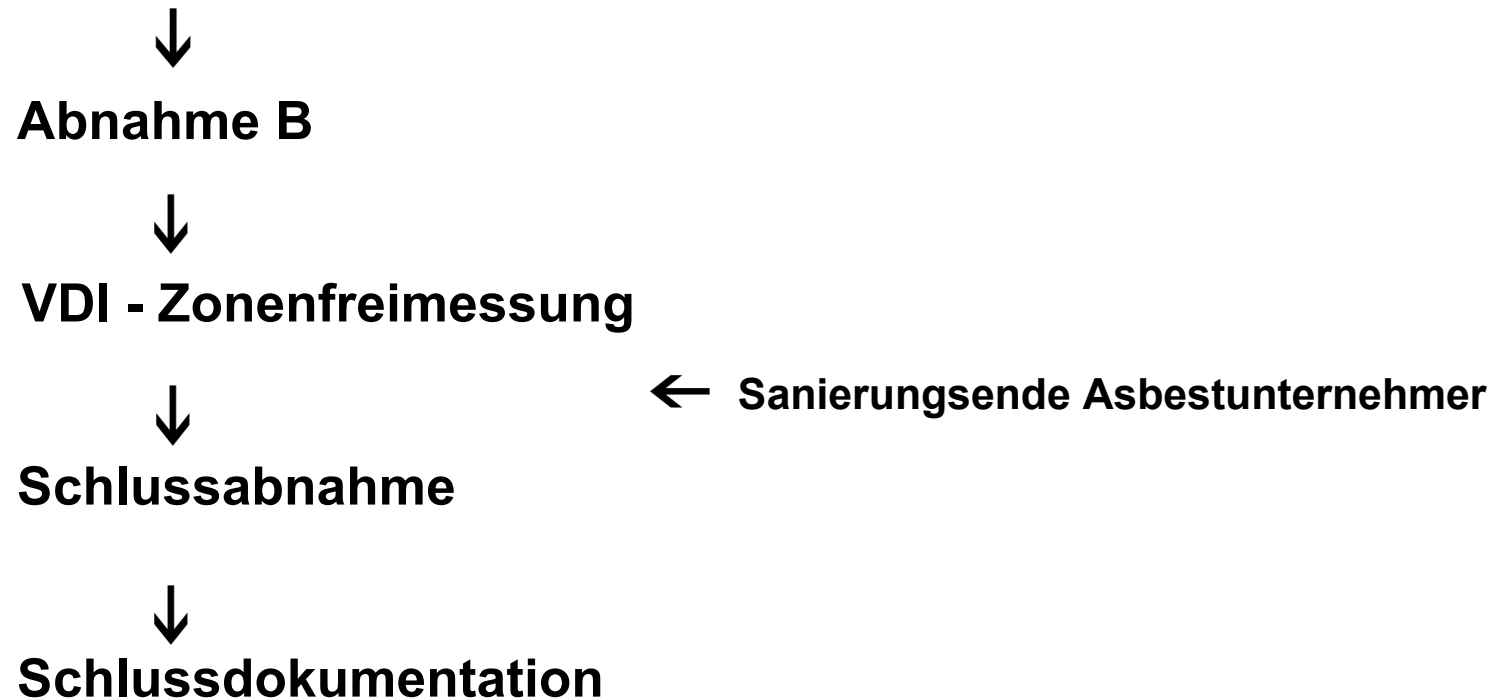 ↓
Abnahme B
↓
VDI - Zonenfreimessung
↓
← Sanierungsende Asbestunternehmer
Schlussabnahme
↓
Schlussdokumentation